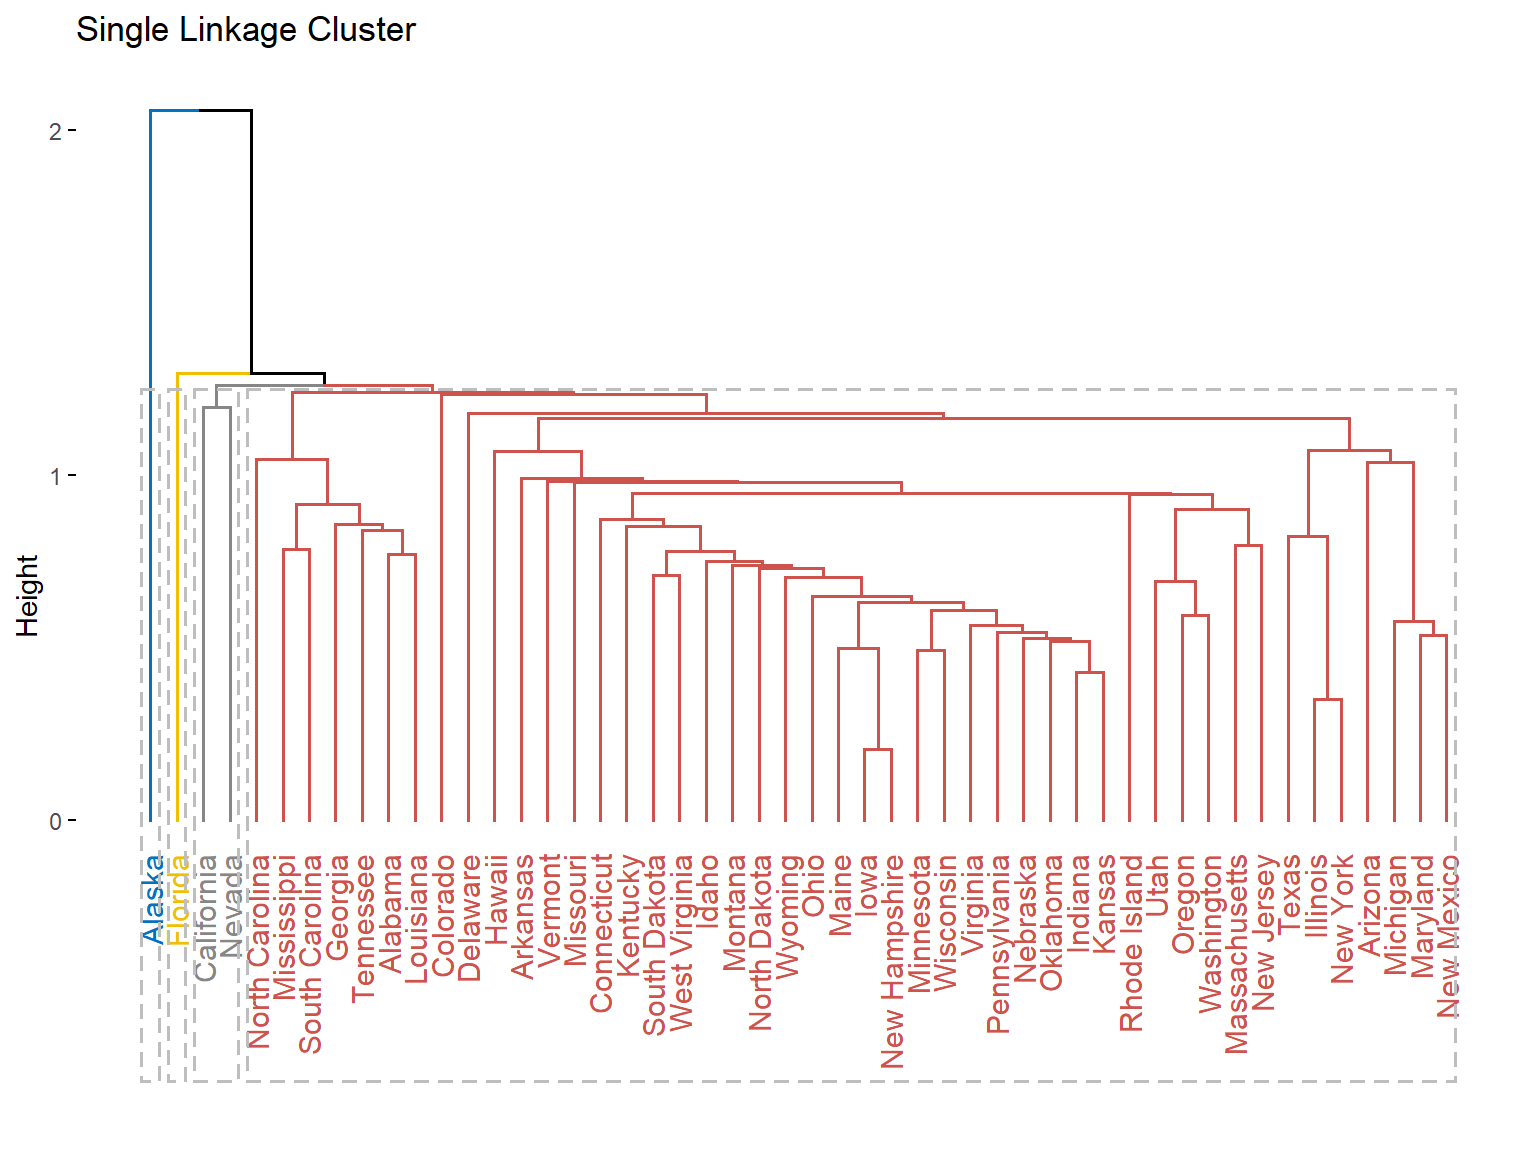 Single Linkage Cluster
2
1
0
Height
Alaska
Florida
California
Nevada
North Carolina
Mississippi
South Carolina
Georgia
Tennessee
Alabama
Louisiana
Colorado
Delaware
Hawaii
Arkansas
Vermont
Missouri
Connecticut
Kentucky
South Dakota
West Virginia
Idaho
Montana
North Dakota
Wyoming
Ohio
Maine
Iowa
New Hampshire
Minnesota
Wisconsin
Virginia
Pennsylvania
Nebraska
Oklahoma
Indiana
Kansas
Rhode Island
Utah
Oregon
Washington
Massachusetts
New Jersey
Texas
Illinois
New York
Arizona
Michigan
Maryland
New Mexico